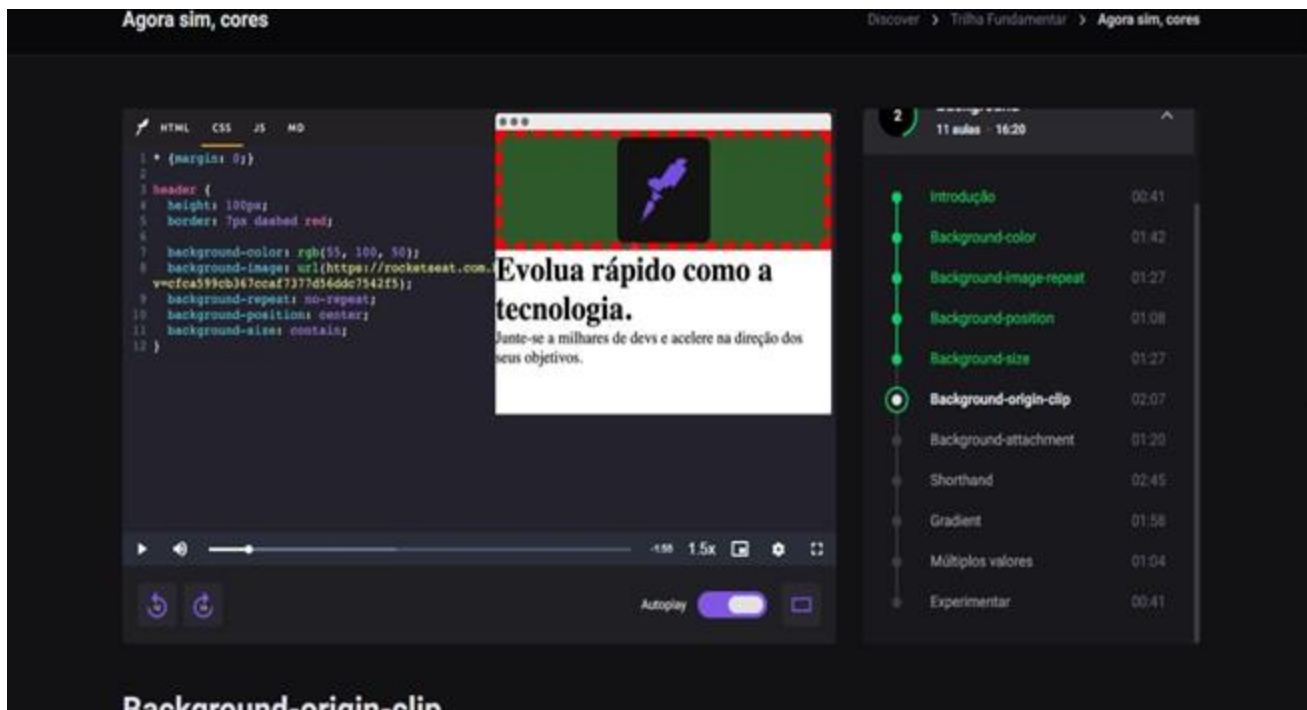 Agora sim, cores
Discover > Trilha Fundamentar > Agora sim, cores
HTML CSS JS MD
1 * {margin: 0;}
2
3 header {
4 height: 100px;
5 border: 7px dashed red;
6
7 background-color: rgb(55, 100, 50);
8 background-image: url(https://rocketseat.com.
v=cfca599cb367ccaf7377d56ddc7542f5);
9 background-repeat: no-repeat;
10 background-position: center;
11 background-size: contain;
12 }
Evolua rápido como a
tecnologia.
Junte-se a milhares de devs e acelere na direção dos
seus objetivos.
-1:55 1.5x
Autoplay
2
11 aulas · 16:20
Introdução 00:41
Background-color 01:42
Background-image-repeat 01:27
Background-position 01:08
Background-size 01:27
Background-origin-clip 02:07
Background-attachment 01:20
Shorthand 02:45
Gradient 01:58
Múltiplos valores 01:04
Experimentar 00:41
Background-origin-clip